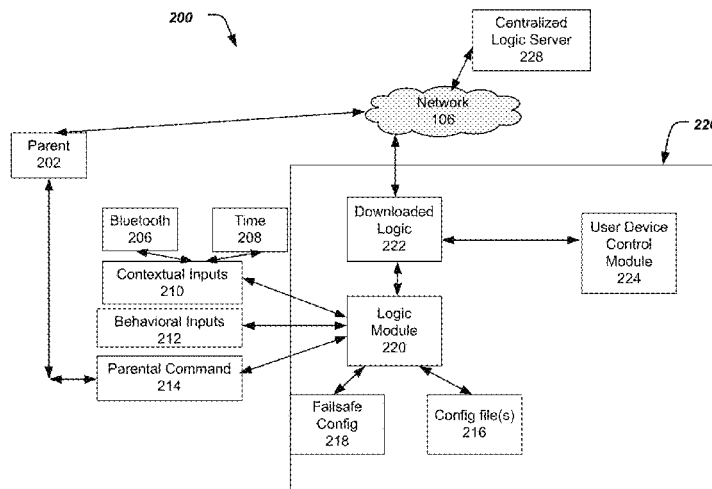 200
Centralized
Logic Server
228
Network
106
Parent
202
Downloaded
Logic
222
User Device
Control
Module
224
Bluetooth
206
Time
208
Contextual Inputs
210
Behavioral Inputs
212
Parental Command
214
Logic
Module
220
Failsafe
Config
218
Config file(s)
216